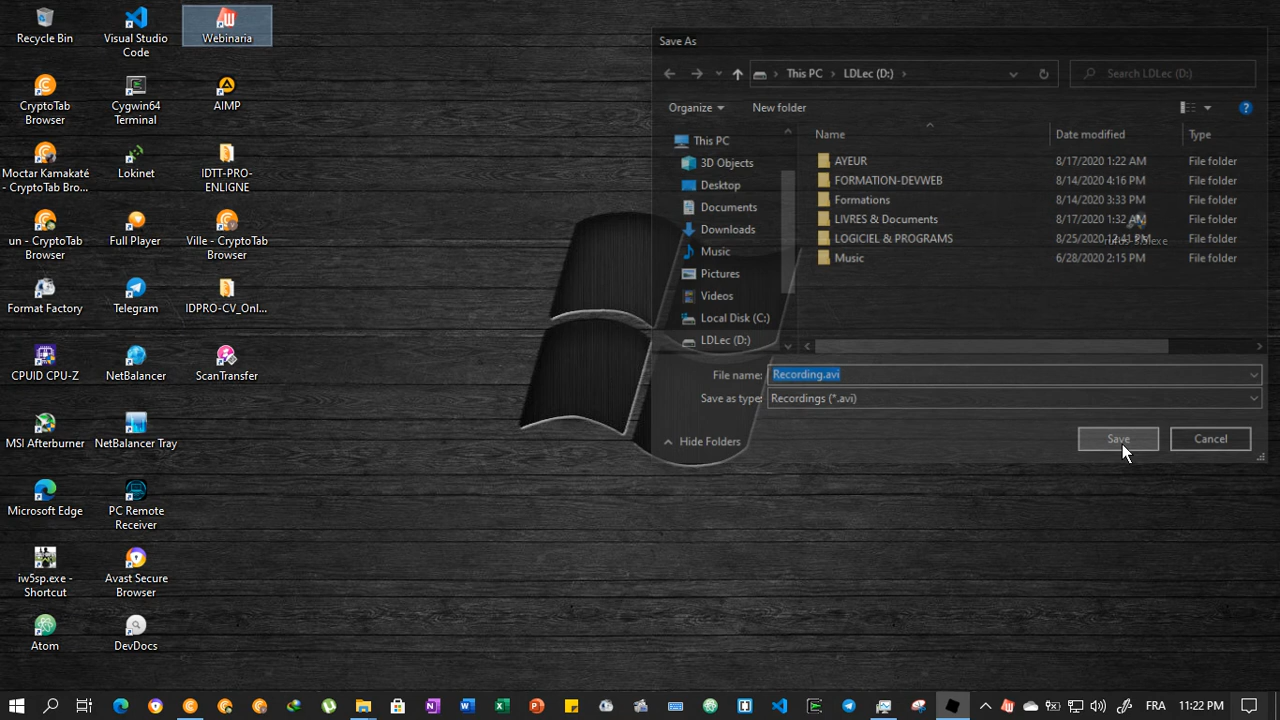 Recycle Bin
Visual Studio
Code
Webinaria
CryptoTab
Browser
Cygwin64
Terminal
AIMP
Moctar Kamakaté
- CryptoTab Bro...
Lokinet
IDTT-PRO-
ENLIGNE
un - CryptoTab
Browser
Full Player
Ville - CryptoTab
Browser
Format Factory
Telegram
IDPRO-CV_Onl...
CPUID CPU-Z
NetBalancer
ScanTransfer
MSI Afterburner
NetBalancer Tray
Microsoft Edge
PC Remote
Receiver
iw5sp.exe -
Shortcut
Avast Secure
Browser
Atom
DevDocs
Save As
This PC
LDLec (D:)
Search LDLec (D:)
Organize
New folder
This PC
3D Objects
Desktop
Documents
Downloads
Music
Pictures
Videos
Local Disk (C:)
LDLec (D:)
Name
Date modified
Type
AYEUR
8/17/2020 1:22 AM
File folder
FORMATION-DEVWEB
8/14/2020 4:16 PM
File folder
Formations
8/14/2020 3:33 PM
File folder
LIVRES & Documents
8/17/2020 1:32 AM
File folder
LOGICIEL & PROGRAMS
8/25/2020 12:41 PM
File folder
Music
6/28/2020 2:15 PM
File folder
File name:
Recording.avi
Save as type:
Recordings (*.avi)
Hide Folders
Save
Cancel
FRA
11:22 PM